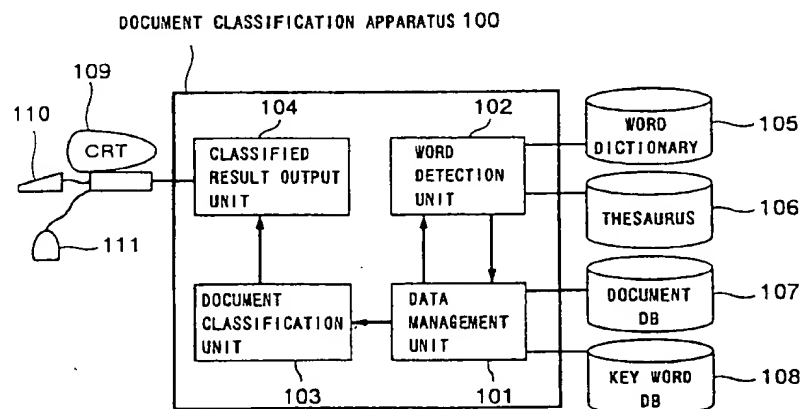 DOCUMENT CLASSIFICATION APPARATUS 100
109
110
CRT
111
104
CLASSIFIED
RESULT OUTPUT
UNIT
102
WORD
DETECTION
UNIT
DOCUMENT
CLASSIFICATION
UNIT
103
DATA
MANAGEMENT
UNIT
101
WORD
DICTIONARY
105
THESAURUS
106
DOCUMENT
DB
107
KEY WORD
DB
108